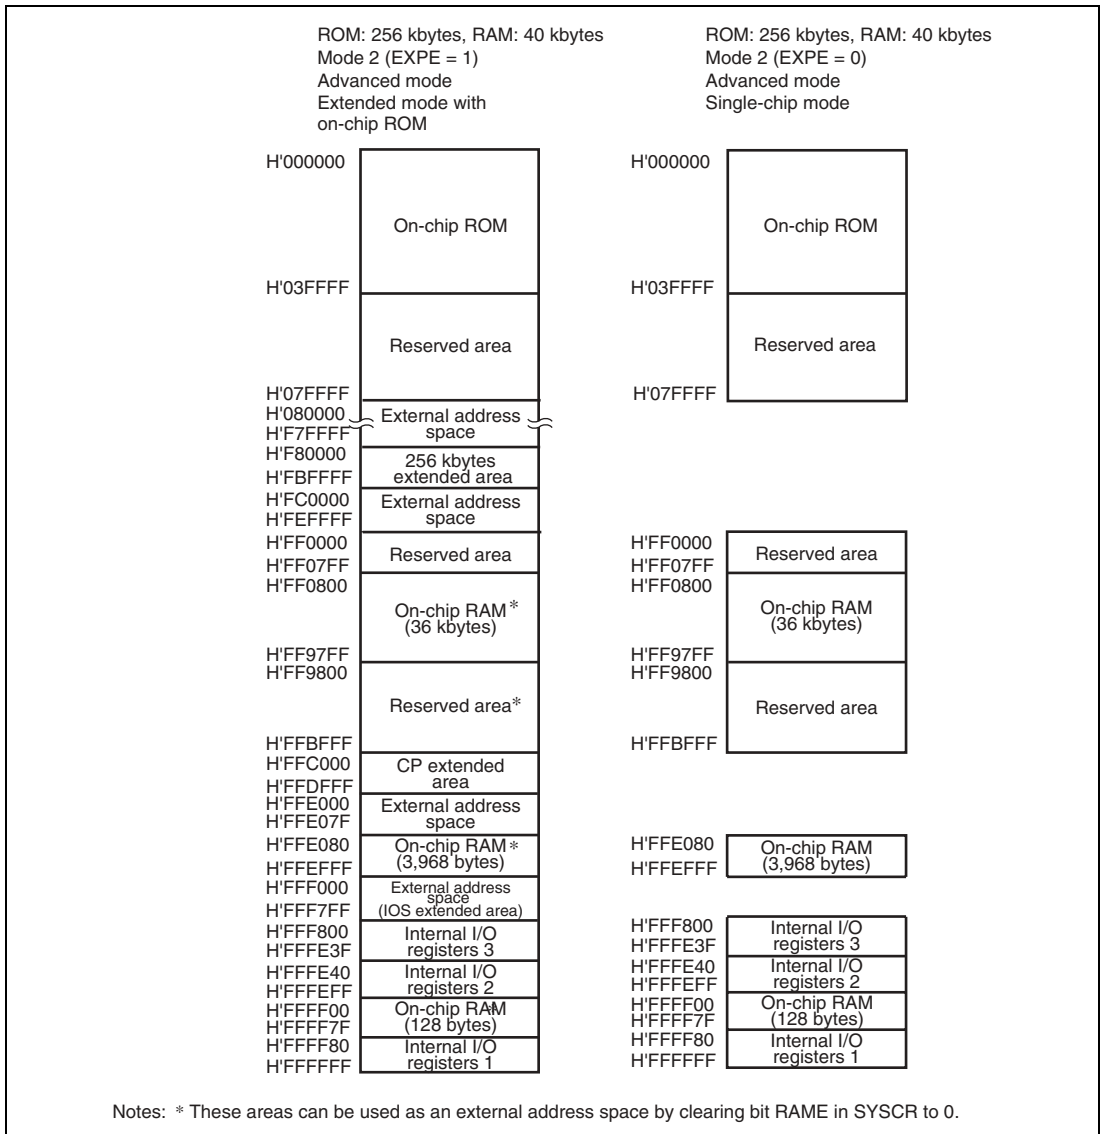 ROM: 256 kbytes, RAM: 40 kbytes
Mode 2 (EXPE = 1)
Advanced mode
Extended mode with
on-chip ROM
H'000000
On-chip ROM
H'03FFFF
Reserved area
H'07FFFF
H'080000
External address
space
H'F7FFFF
H'F80000
256 kbytes
extended area
H'FBFFFF
H'FC0000
External address
space
H'FEFFFF
H'FF0000
Reserved area
H'FF07FF
H'FF0800
On-chip RAM *
(36 kbytes)
H'FF97FF
H'FF9800
Reserved area*
H'FFBFFF
H'FFC000
CP extended
area
H'FFDFFF
H'FFE000
External address
space
H'FFE07F
H'FFE080
On-chip RAM *
(3,968 bytes)
H'FFEFFF
H'FFF000
External address
space
(IOS extended area)
H'FFF7FF
H'FFF800
Internal I/O
registers 3
H'FFFE3F
H'FFFE40
Internal I/O
registers 2
H'FFFEFF
H'FFFF00
On-chip RAM*
(128 bytes)
H'FFFF7F
H'FFFF80
Internal I/O
registers 1
H'FFFFFF
ROM: 256 kbytes, RAM: 40 kbytes
Mode 2 (EXPE = 0)
Advanced mode
Single-chip mode
H'000000
On-chip ROM
H'03FFFF
Reserved area
H'07FFFF
H'FF0000
Reserved area
H'FF07FF
H'FF0800
On-chip RAM
(36 kbytes)
H'FF97FF
H'FF9800
Reserved area
H'FFBFFF
H'FFE080
On-chip RAM
(3,968 bytes)
H'FFEFFF
H'FFF800
Internal I/O
registers 3
H'FFFE3F
H'FFFE40
Internal I/O
registers 2
H'FFFEFF
H'FFFF00
On-chip RAM
(128 bytes)
H'FFFF7F
H'FFFF80
Internal I/O
registers 1
H'FFFFFF
Notes: * These areas can be used as an external address space by clearing bit RAME in SYSCR to 0.